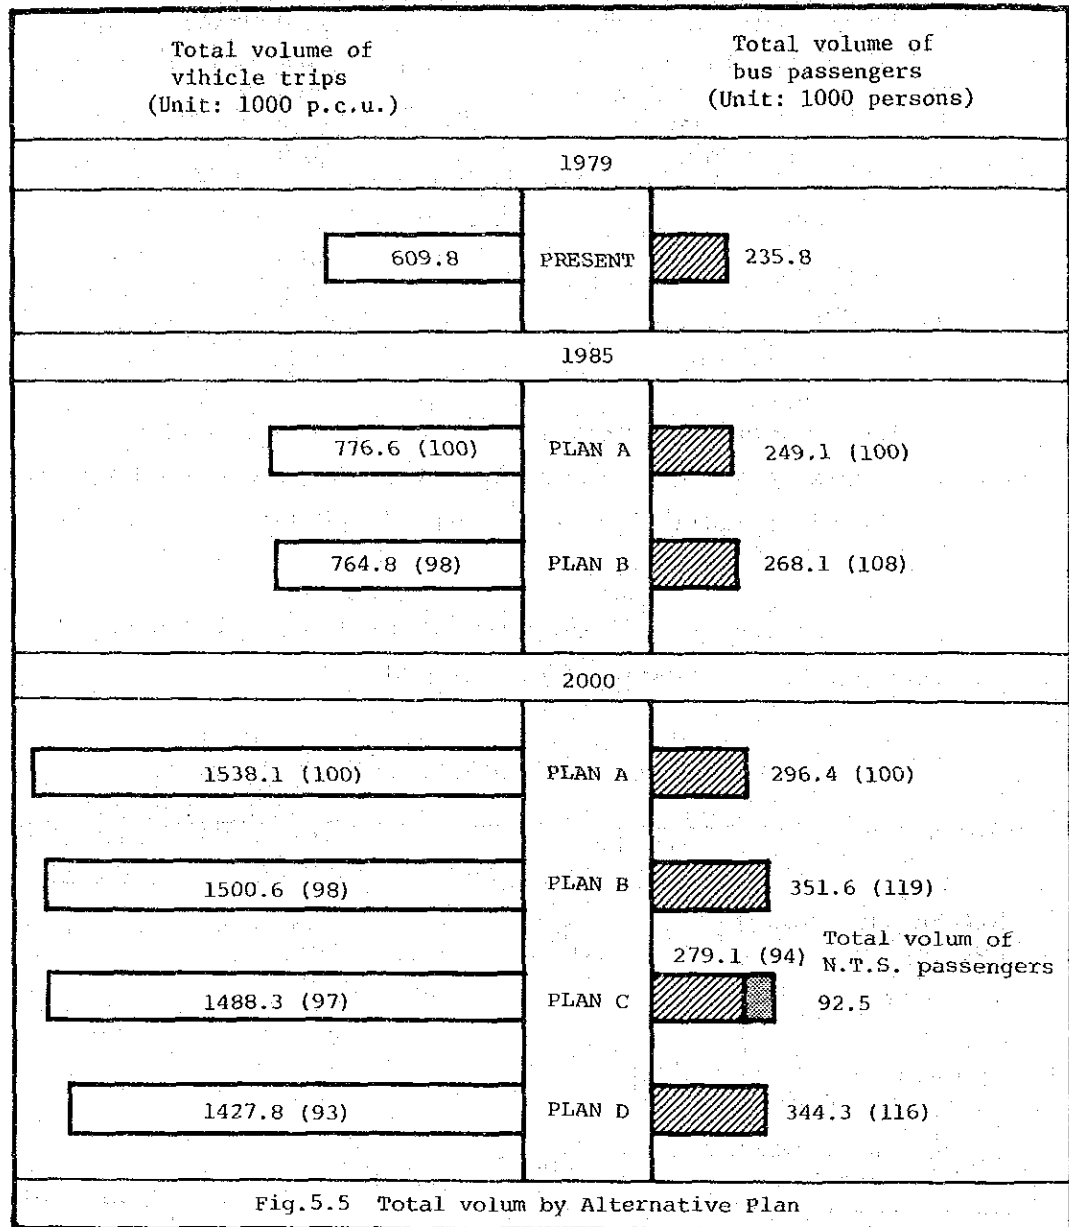 Total volume of
vihicle trips
(Unit: 1000 p.c.u.)
Total volume of
bus passengers
(Unit: 1000 persons)
1979
609.8 PRESENT 235.8
1985
776.6 (100) PLAN A 249.1 (100)
764.8 (98) PLAN B 268.1 (108)
2000
1538.1 (100) PLAN A 296.4 (100)
1500.6 (98) PLAN B 351.6 (119)
279.1 (94) Total volum of
N.T.S. passengers
1488.3 (97) PLAN C 92.5
1427.8 (93) PLAN D 344.3 (116)
Fig.5.5 Total volum by Alternative Plan